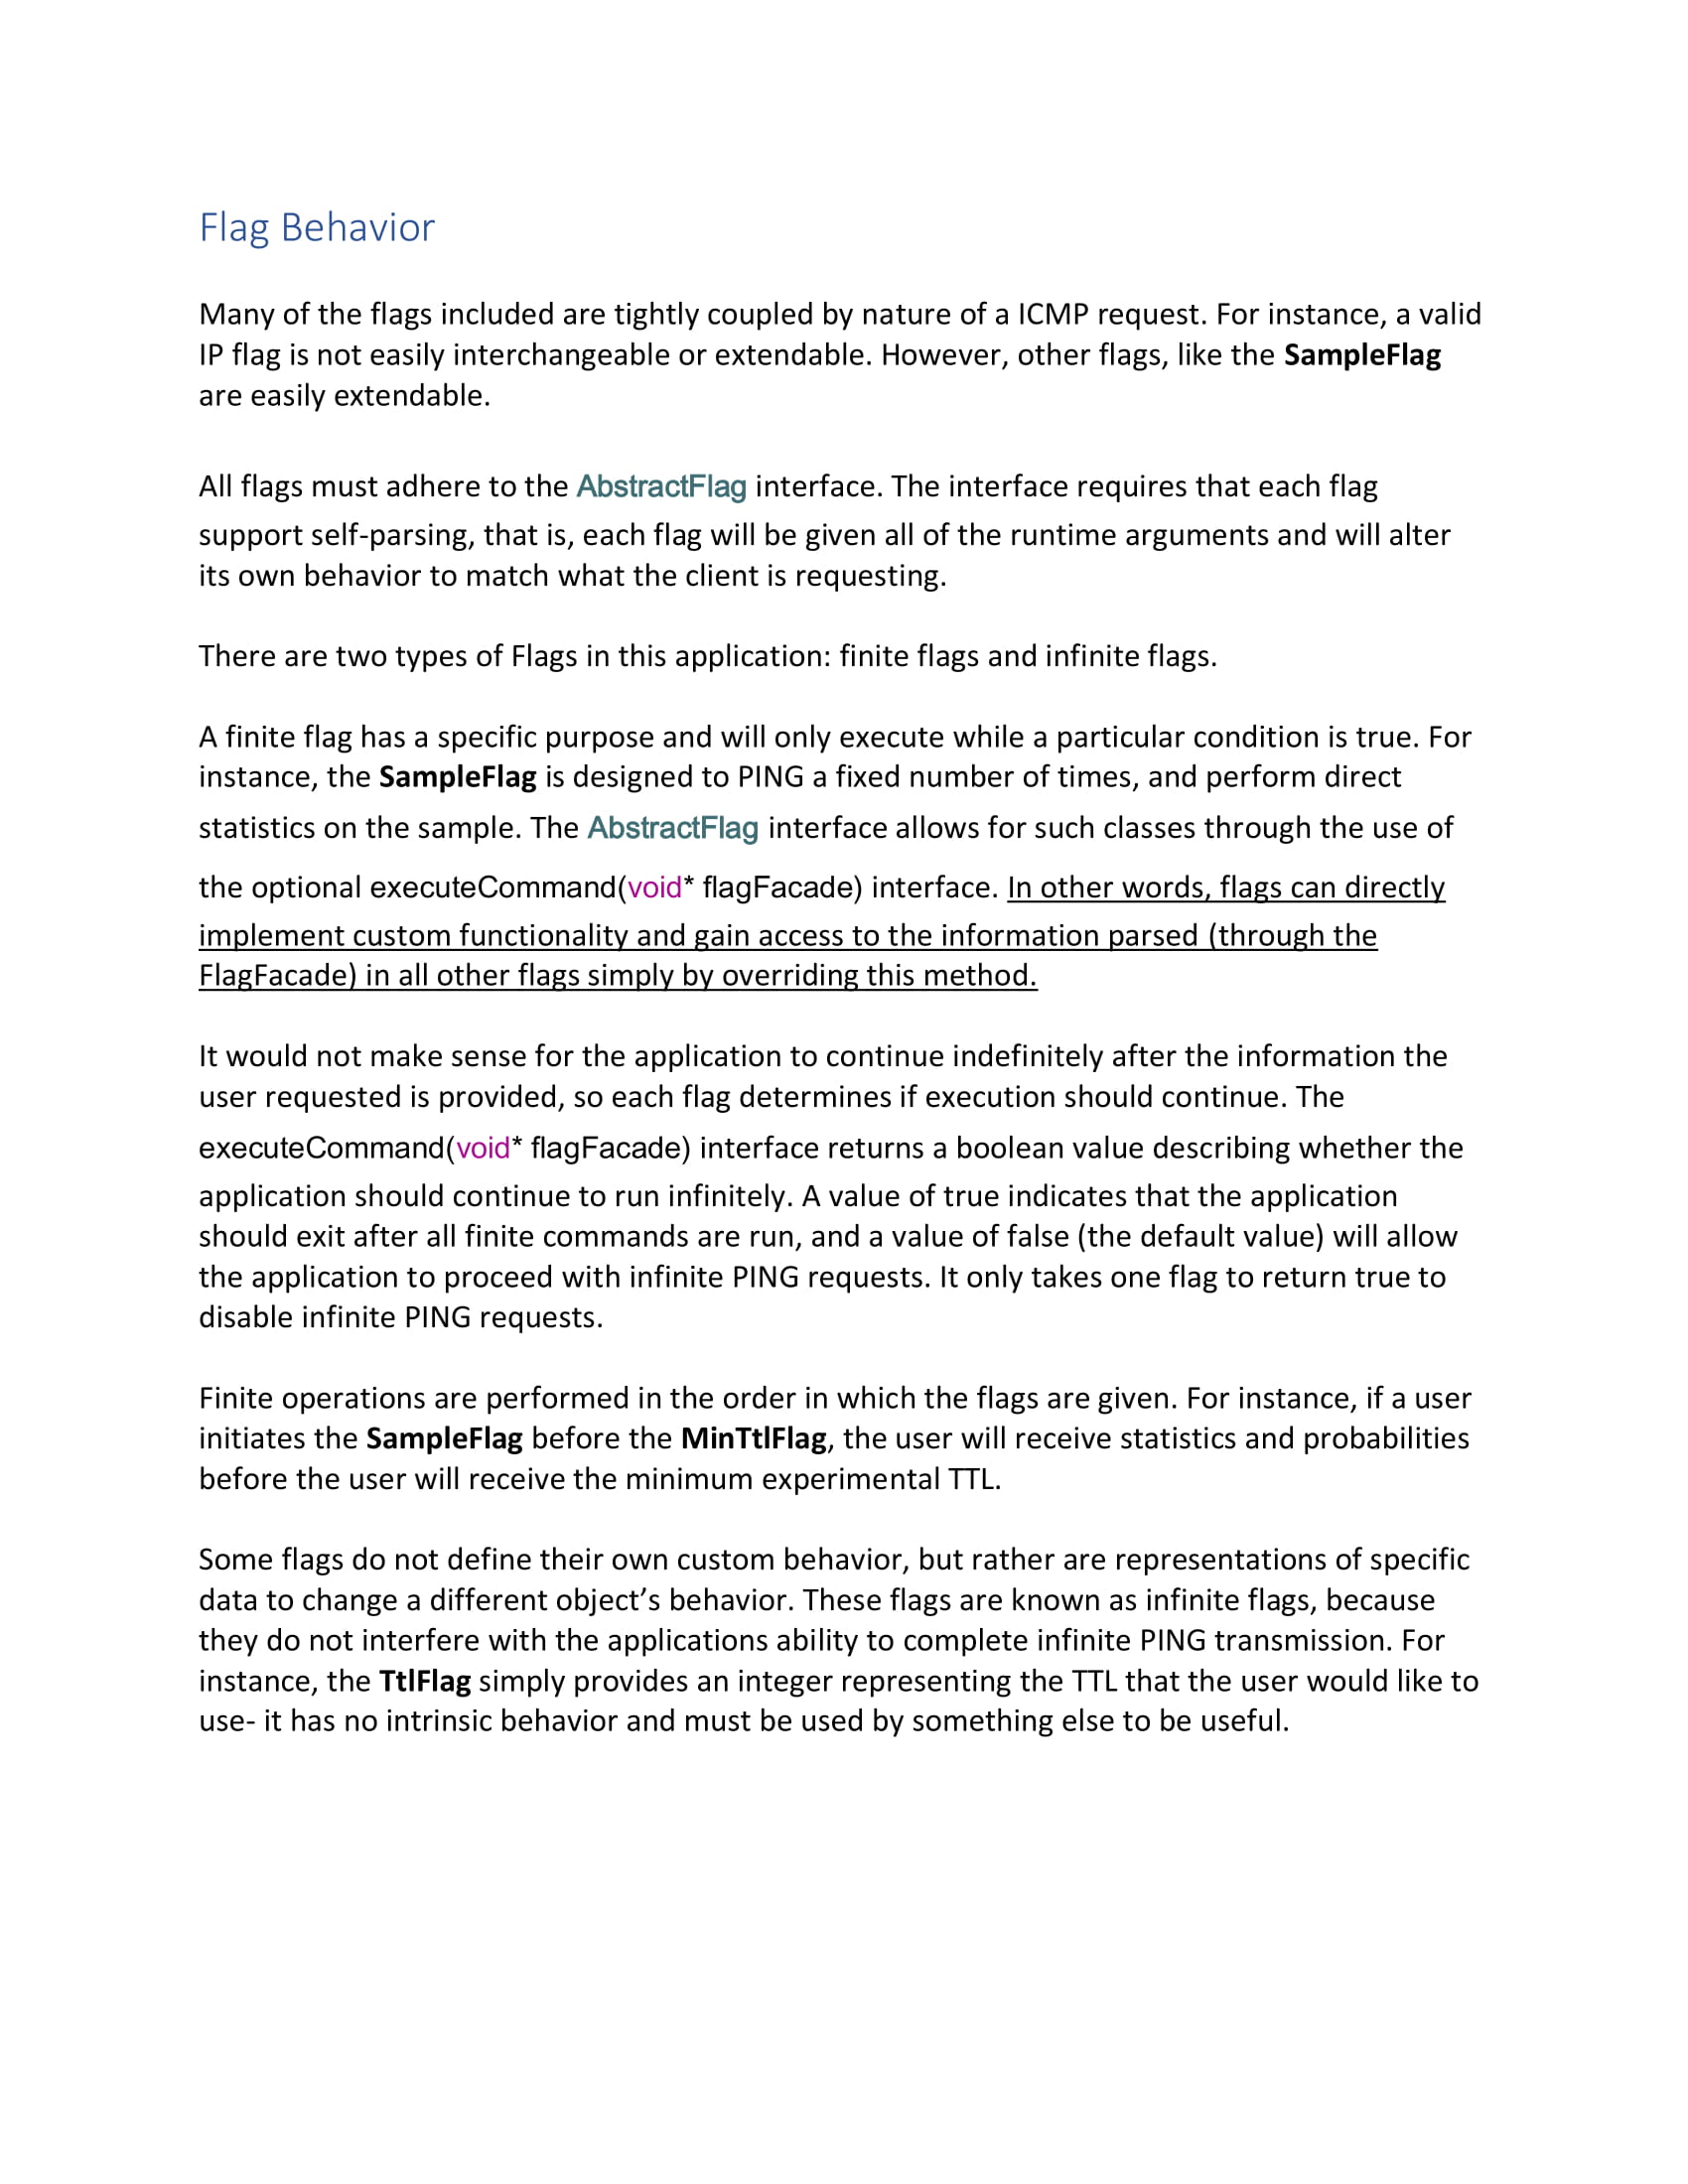 Flag Behavior
Many of the flags included are tightly coupled by nature of a ICMP request. For instance, a valid
IP flag is not easily interchangeable or extendable. However, other flags, like the SampleFlag
are easily extendable.
All flags must adhere to the AbstractFlag interface. The interface requires that each flag
support self-parsing, that is, each flag will be given all of the runtime arguments and will alter
its own behavior to match what the client is requesting.
There are two types of Flags in this application: finite flags and infinite flags.
A finite flag has a specific purpose and will only execute while a particular condition is true. For
instance, the SampleFlag is designed to PING a fixed number of times, and perform direct
statistics on the sample. The AbstractFlag interface allows for such classes through the use of
the optional executeCommand(void* flagFacade) interface. In other words, flags can directly
implement custom functionality and gain access to the information parsed (through the
FlagFacade) in all other flags simply by overriding this method.
It would not make sense for the application to continue indefinitely after the information the
user requested is provided, so each flag determines if execution should continue. The
executeCommand(void* flagFacade) interface returns a boolean value describing whether the
application should continue to run infinitely. A value of true indicates that the application
should exit after all finite commands are run, and a value of false (the default value) will allow
the application to proceed with infinite PING requests. It only takes one flag to return true to
disable infinite PING requests.
Finite operations are performed in the order in which the flags are given. For instance, if a user
initiates the SampleFlag before the MinTtlFlag, the user will receive statistics and probabilities
before the user will receive the minimum experimental TTL.
Some flags do not define their own custom behavior, but rather are representations of specific
data to change a different object’s behavior. These flags are known as infinite flags, because
they do not interfere with the applications ability to complete infinite PING transmission. For
instance, the TtlFlag simply provides an integer representing the TTL that the user would like to
use- it has no intrinsic behavior and must be used by something else to be useful.